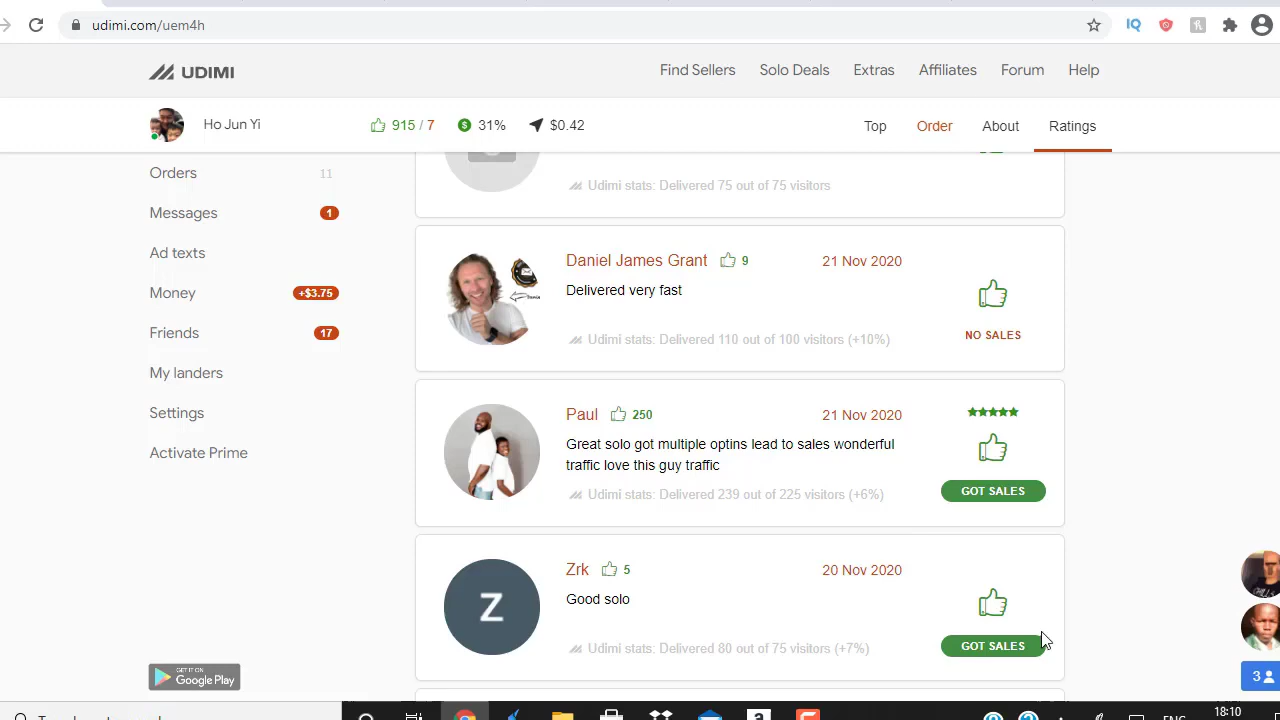 udimi.com/uem4h
IQ
UDIMI
Find Sellers
Solo Deals
Extras
Affiliates
Forum
Help
Ho Jun Yi
915 / 7
31%
$0.42
Top
Order
About
Ratings
Orders
11
Messages
1
Ad texts
Money
+$3.75
Friends
17
My landers
Settings
Activate Prime
GET IT ON
Google Play
Udimi stats: Delivered 75 out of 75 visitors
Daniel James Grant
9
21 Nov 2020
Delivered very fast
Udimi stats: Delivered 110 out of 100 visitors (+10%)
NO SALES
Paul
250
21 Nov 2020
Great solo got multiple optins lead to sales wonderful
traffic love this guy traffic
Udimi stats: Delivered 239 out of 225 visitors (+6%)
GOT SALES
Z
Zrk
5
20 Nov 2020
Good solo
Udimi stats: Delivered 80 out of 75 visitors (+7%)
GOT SALES
3
18:10